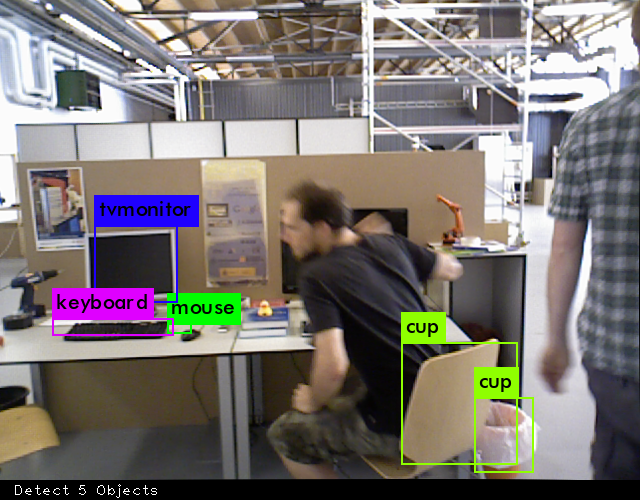 tvmonitor
keyboard
mouse
cup
cup
Detect 5 Objects